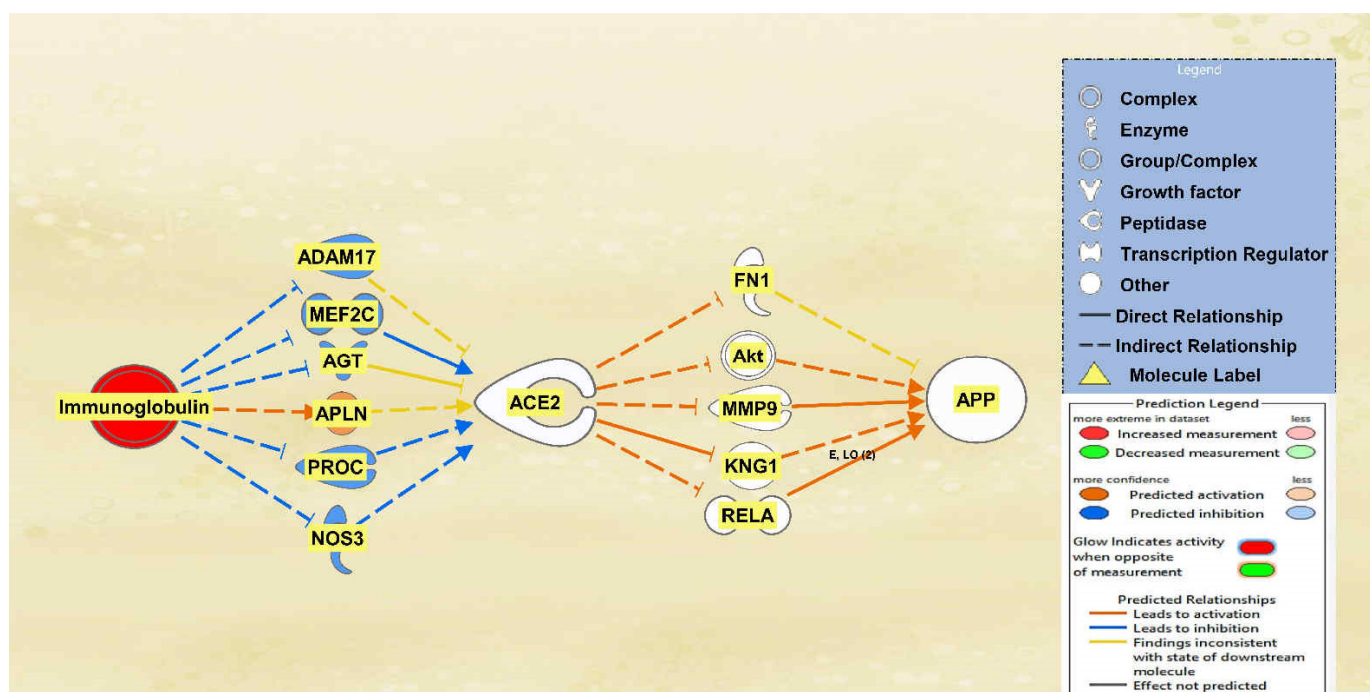 ADAM17
MEF2C
AGT
Immunoglobulin
APLN
PROC
NOS3
ACE2
FN1
Akt
MMP9
KNG1
E, LO (2)
RELA
APP
Legend
Complex
Enzyme
Group/Complex
Growth factor
Peptidase
Transcription Regulator
Other
Direct Relationship
Indirect Relationship
Molecule Label
Prediction Legend
more extreme in dataset less
Increased measurement
Decreased measurement
more confidence less
Predicted activation
Predicted inhibition
Glow Indicates activity
when opposite
of measurement
Predicted Relationships
Leads to activation
Leads to inhibition
Findings inconsistent
with state of downstream
molecule
Effect not predicted